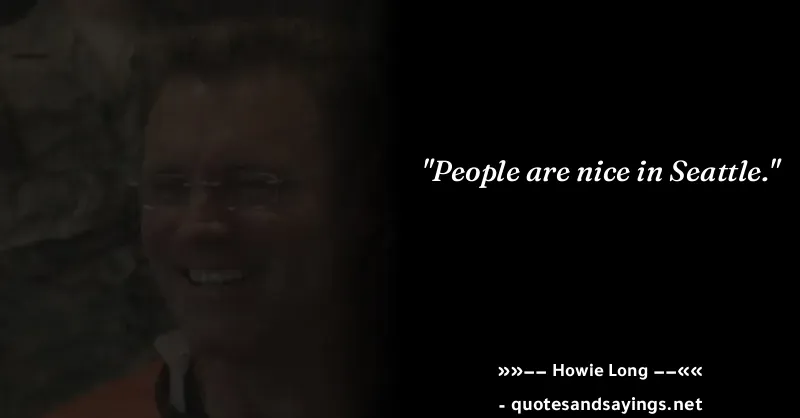 "People are nice in Seattle."
»»–– Howie Long ––««
- quotesandsayings.net